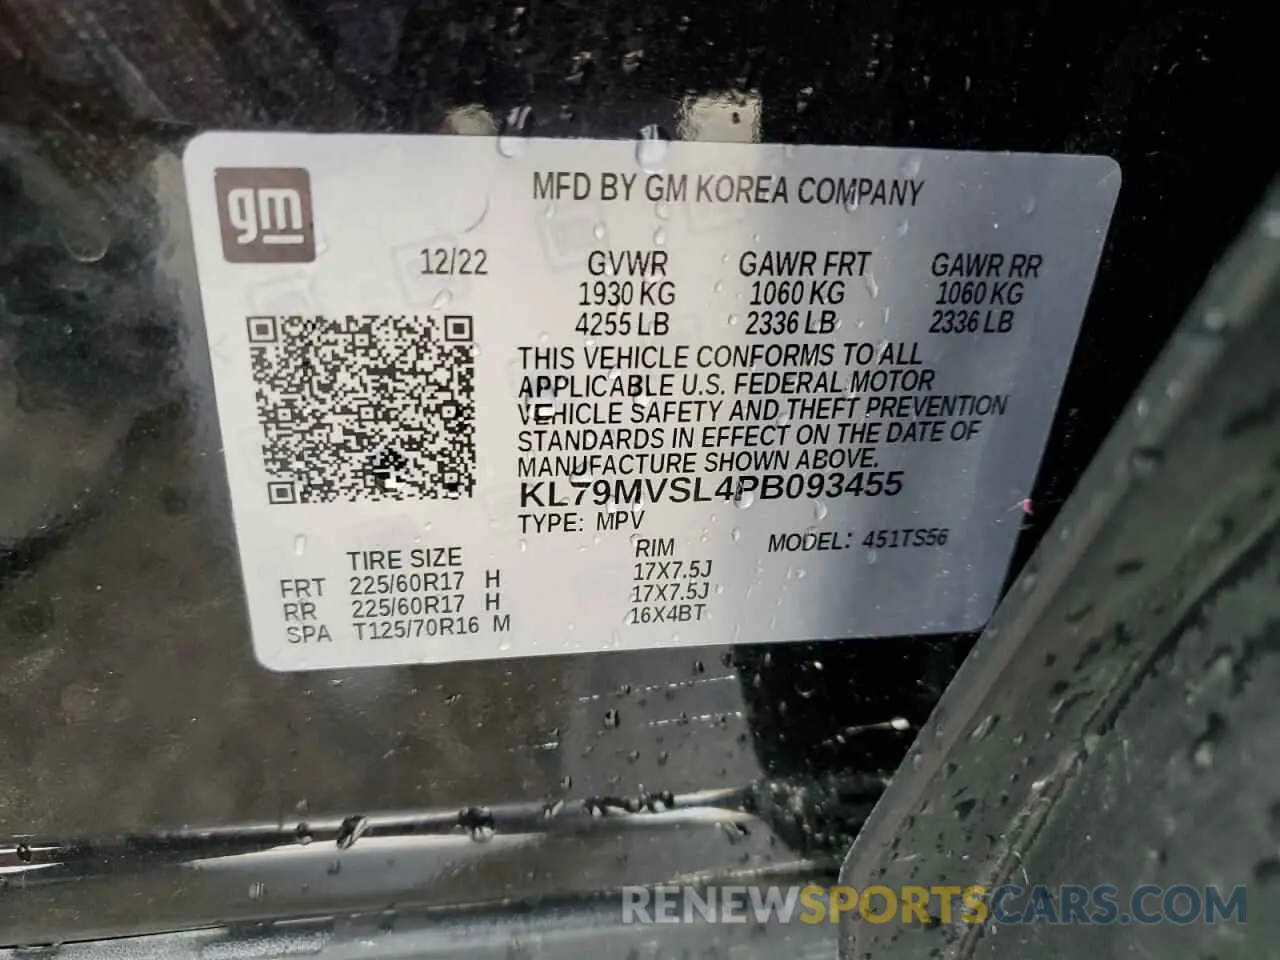 gm
MFD BY GM KOREA COMPANY
12/22 GVWR GAWR FRT GAWR RR
1930 KG 1060 KG 1060 KG
4255 LB 2336 LB 2336 LB
THIS VEHICLE CONFORMS TO ALL
APPLICABLE U.S. FEDERAL MOTOR
VEHICLE SAFETY AND THEFT PREVENTION
STANDARDS IN EFFECT ON THE DATE OF
MANUFACTURE SHOWN ABOVE.
KL79MVSL4PB093455
TYPE: MPV MODEL: 451TS56
TIRE SIZE RIM
FRT 225/60R17 H 17X7.5J
RR 225/60R17 H 17X7.5J
SPA T125/70R16 M 16X4BT
RENEWSPORTSCARS.COM